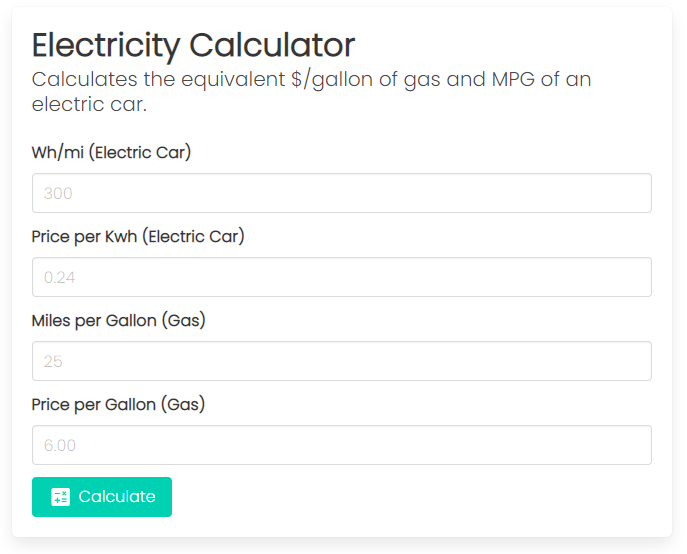 Electricity Calculator
Calculates the equivalent $/gallon of gas and MPG of an
electric car.
Wh/mi (Electric Car)
300
Price per Kwh (Electric Car)
0.24
Miles per Gallon (Gas)
25
Price per Gallon (Gas)
6.00
Calculate